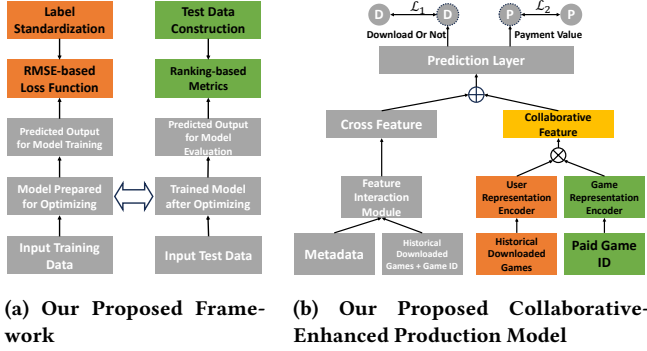 Label
Standardization
RMSE-based
Loss Function
Predicted Output
for Model Training
Model Prepared
for Optimizing
Input Training
Data
Test Data
Construction
Ranking-based
Metrics
Predicted Output
for Model
Evaluation
Trained Model
after Optimizing
Input Test Data
(a) Our Proposed Frame-
work
D ℒ₁ D
P ℒ₂ P
Download Or Not
Payment Value
Prediction Layer
Cross Feature
Collaborative
Feature
Feature
Interaction
Module
User
Representation
Encoder
Game
Representation
Encoder
Metadata
Historical Downloaded
Games + Game ID
Historical
Downloaded
Games
Paid Game
ID
(b) Our Proposed Collaborative-
Enhanced Production Model